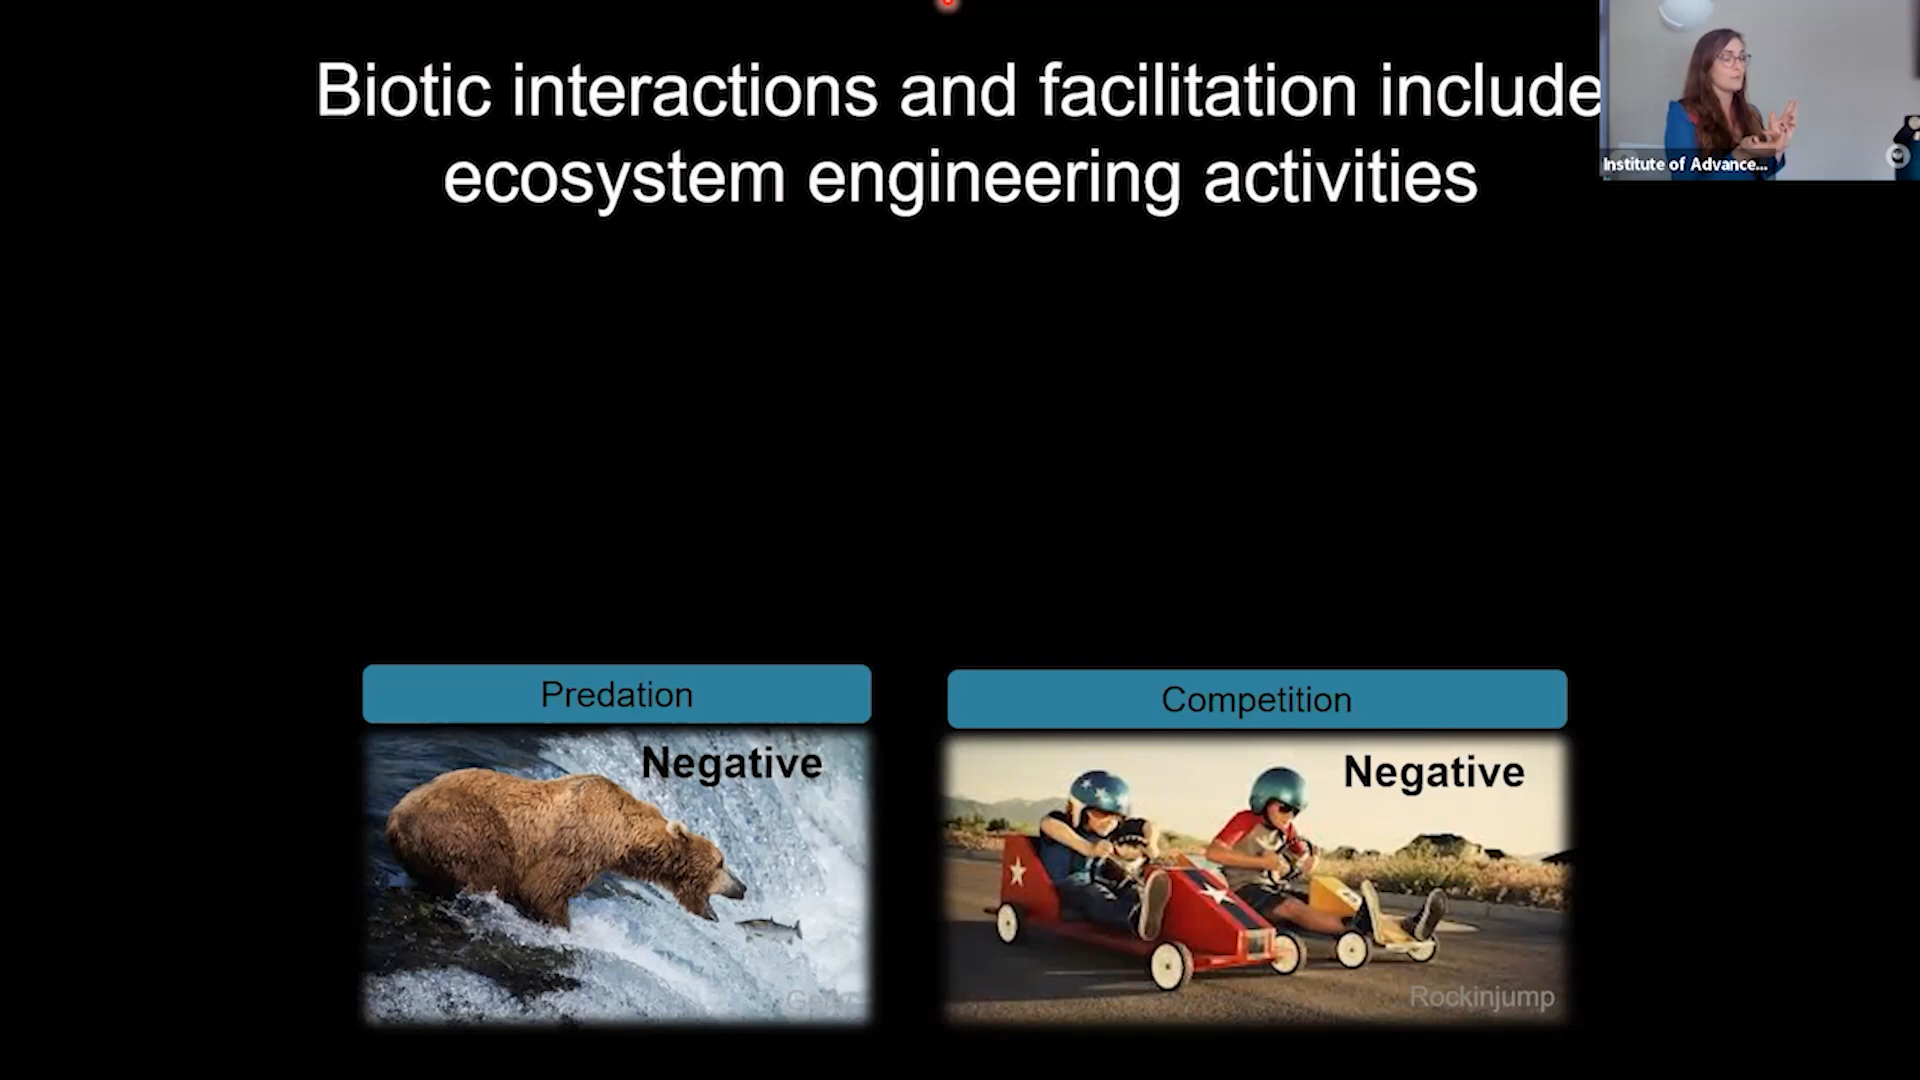 Biotic interactions and facilitation include
ecosystem engineering activities
Institute of Advance...
Predation
Competition
Negative
Negative
Rockinjump